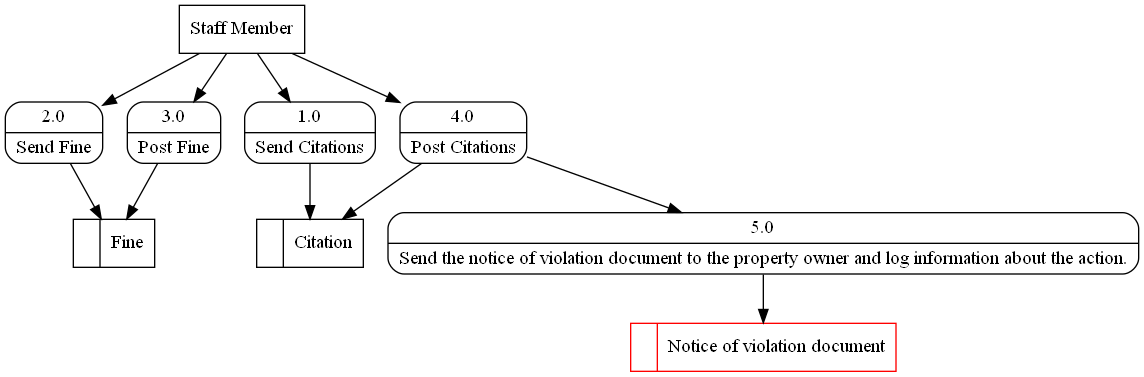 Staff Member
2.0
Send Fine
3.0
Post Fine
1.0
Send Citations
4.0
Post Citations
Fine
Citation
5.0
Send the notice of violation document to the property owner and log information about the action.
Notice of violation document